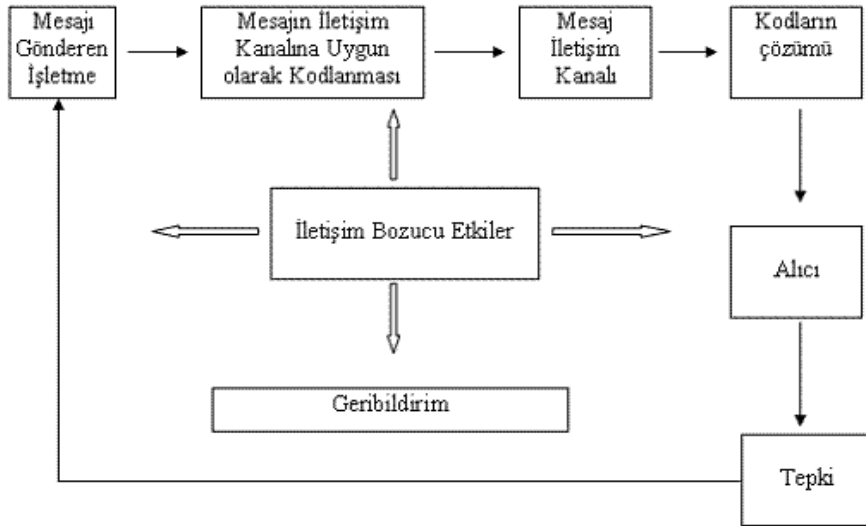 Mesajı
Gönderen
İşletme
Mesajın İletişim
Kanalına Uygun
olarak Kodlanması
Mesaj
İletişim
Kanalı
Kodların
çözümü
İletişim Bozucu Etkiler
Alıcı
Geribildirim
Tepki